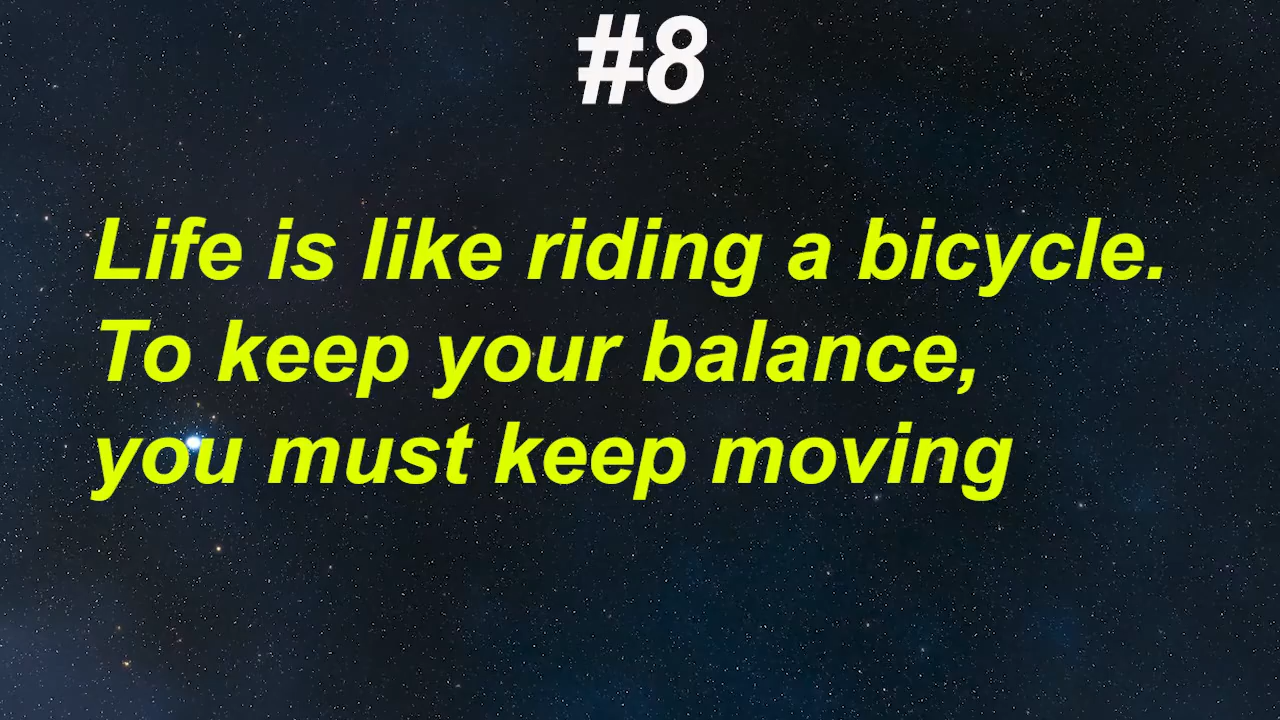 #8
Life is like riding a bicycle.
To keep your balance,
you must keep moving